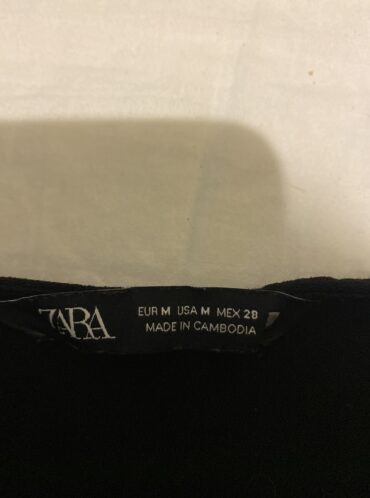 ZARA
EUR M USA M MEX 28
MADE IN CAMBODIA